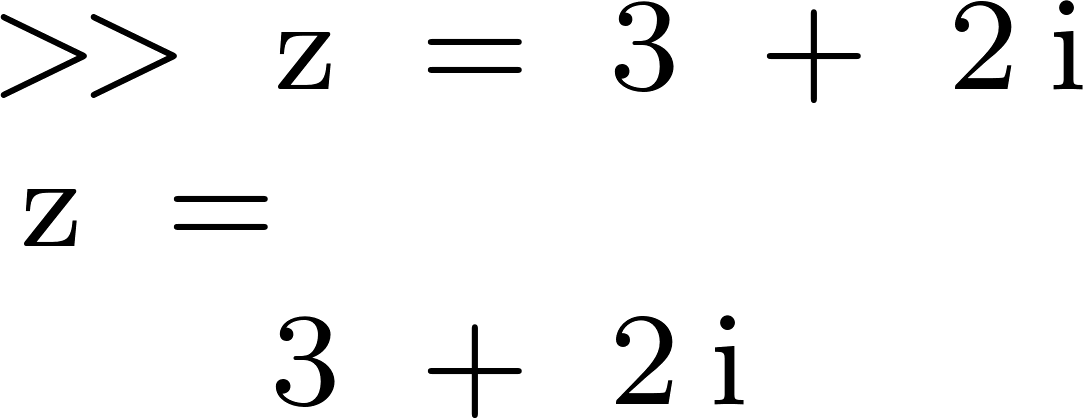 >> z = 3 + 2i
z =
3 + 2i